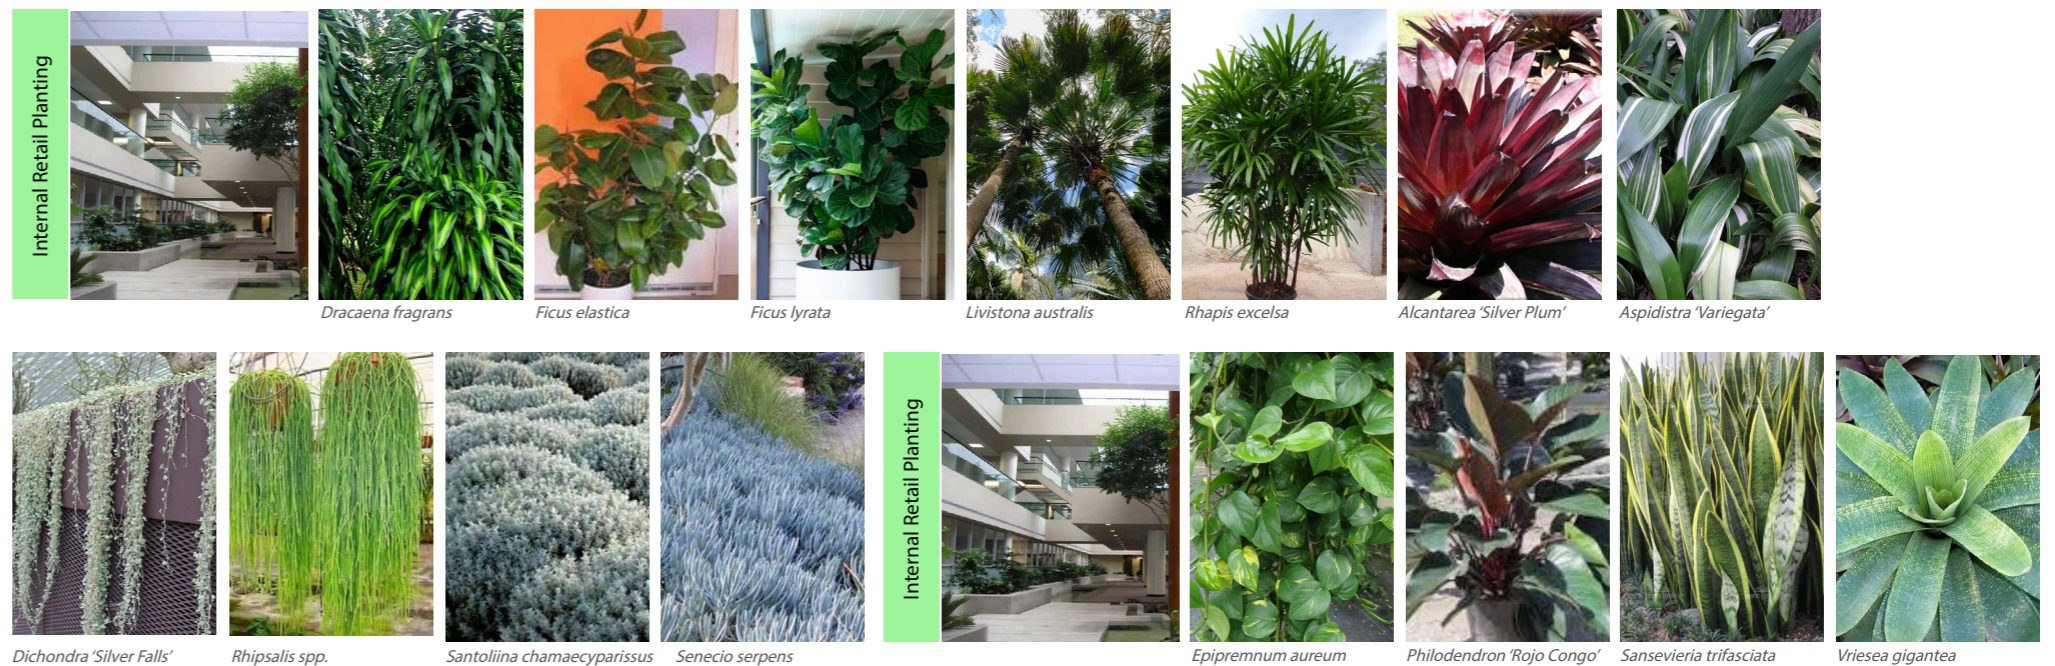 Internal Retail Planting
Dracaena fragrans
Ficus elastica
Ficus lyrata
Livistona australis
Rhapis excelsa
Alcantarea ‘Silver Plum’
Aspidistra ‘Variegata’
Dichondra ‘Silver Falls’
Rhipsalis spp.
Santoliina chamaecyparissus
Senecio serpens
Internal Retail Planting
Epipremnum aureum
Philodendron ‘Rojo Congo’
Sansevieria trifasciata
Vriesea gigantea